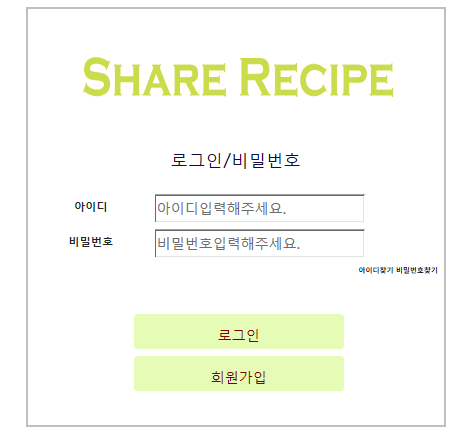 SHARE RECIPE
로그인/비밀번호
아이디 아이디입력해주세요.
비밀번호 비밀번호입력해주세요.
아이디찾기 비밀번호찾기
로그인
회원가입